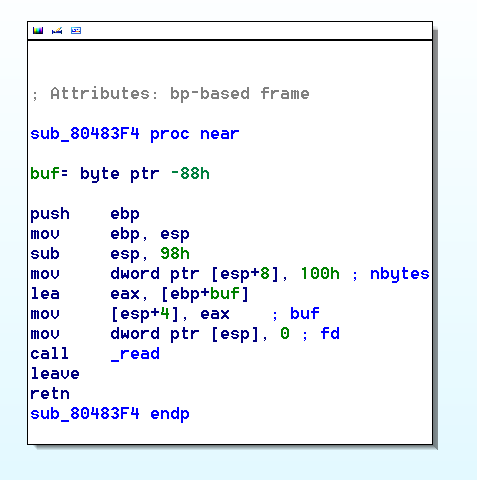 ; Attributes: bp-based frame
sub_80483F4 proc near
buf= byte ptr -88h
push    ebp
mov     ebp, esp
sub     esp, 98h
mov     dword ptr [esp+8], 100h ; nbytes
lea     eax, [ebp+buf]
mov     [esp+4], eax    ; buf
mov     dword ptr [esp], 0 ; fd
call    _read
leave
retn
sub_80483F4 endp